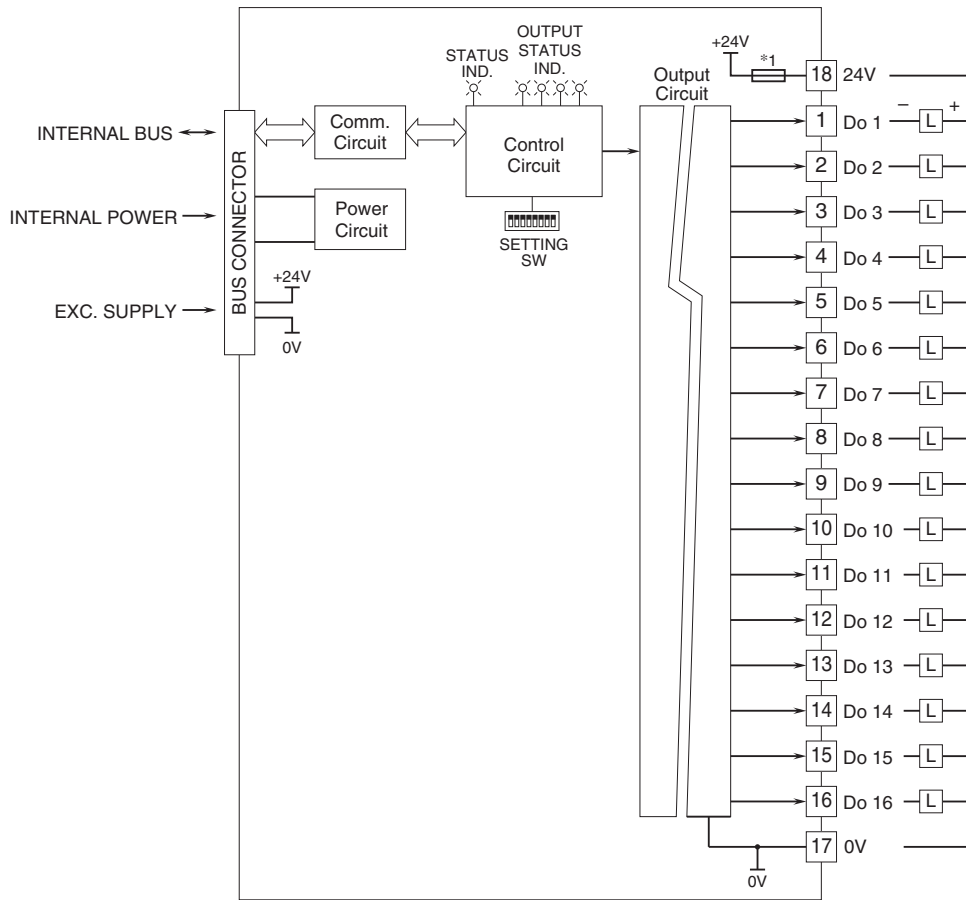 STATUS
IND.
OUTPUT
STATUS
IND.
+24V
*1
18 24V
Output
Circuit
INTERNAL BUS
BUS CONNECTOR
Comm.
Circuit
Control
Circuit
1 Do 1 − L +
2 Do 2 L
INTERNAL POWER
Power
Circuit
SETTING
SW
3 Do 3 L
4 Do 4 L
EXC. SUPPLY
+24V
0V
5 Do 5 L
6 Do 6 L
7 Do 7 L
8 Do 8 L
9 Do 9 L
10 Do 10 L
11 Do 11 L
12 Do 12 L
13 Do 13 L
14 Do 14 L
15 Do 15 L
16 Do 16 L
17 0V
0V